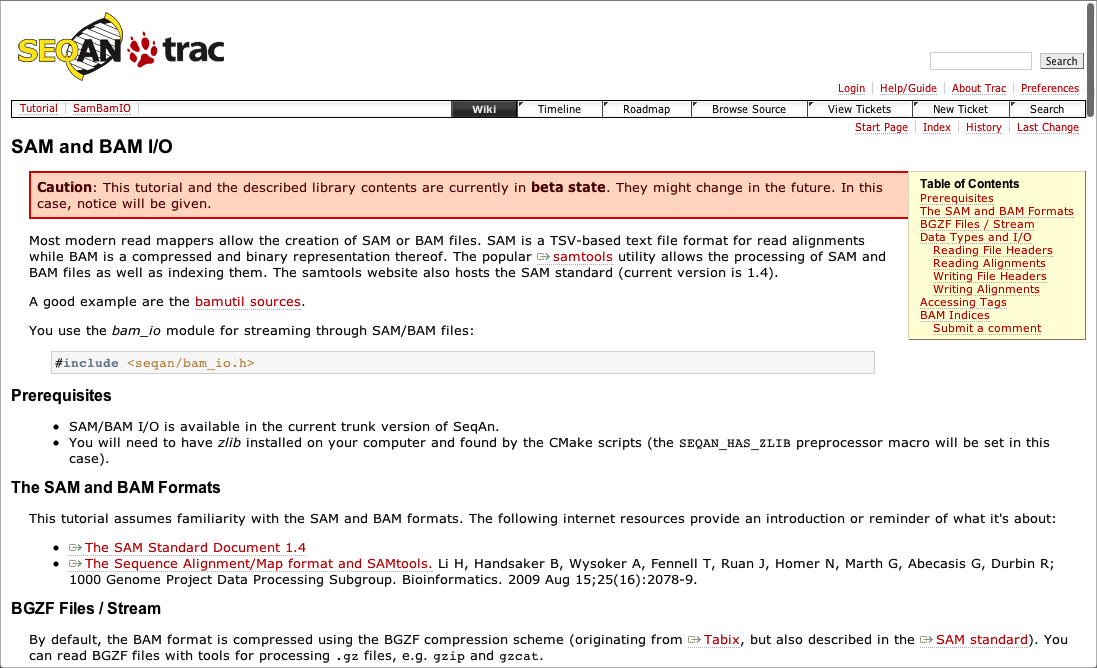 SEQAN trac
Search
Login Help/Guide About Trac Preferences
Tutorial SamBamIO Wiki Timeline Roadmap Browse Source View Tickets New Ticket Search
Start Page Index History Last Change
SAM and BAM I/O
Caution: This tutorial and the described library contents are currently in beta state. They might change in the future. In this
case, notice will be given.
Table of Contents
Prerequisites
The SAM and BAM Formats
BGZF Files / Stream
Data Types and I/O
Reading File Headers
Reading Alignments
Writing File Headers
Writing Alignments
Accessing Tags
BAM Indices
Submit a comment
Most modern read mappers allow the creation of SAM or BAM files. SAM is a TSV-based text file format for read alignments
while BAM is a compressed and binary representation thereof. The popular samtools utility allows the processing of SAM and
BAM files as well as indexing them. The samtools website also hosts the SAM standard (current version is 1.4).
A good example are the bamutil sources.
You use the bam_io module for streaming through SAM/BAM files:
#include <seqan/bam_io.h>
Prerequisites
• SAM/BAM I/O is available in the current trunk version of SeqAn.
• You will need to have zlib installed on your computer and found by the CMake scripts (the SEQAN_HAS_ZLIB preprocessor macro will be set in this
case).
The SAM and BAM Formats
This tutorial assumes familiarity with the SAM and BAM formats. The following internet resources provide an introduction or reminder of what it's about:
• The SAM Standard Document 1.4
• The Sequence Alignment/Map format and SAMtools. Li H, Handsaker B, Wysoker A, Fennell T, Ruan J, Homer N, Marth G, Abecasis G, Durbin R;
1000 Genome Project Data Processing Subgroup. Bioinformatics. 2009 Aug 15;25(16):2078-9.
BGZF Files / Stream
By default, the BAM format is compressed using the BGZF compression scheme (originating from Tabix, but also described in the SAM standard). You
can read BGZF files with tools for processing .gz files, e.g. gzip and gzcat.